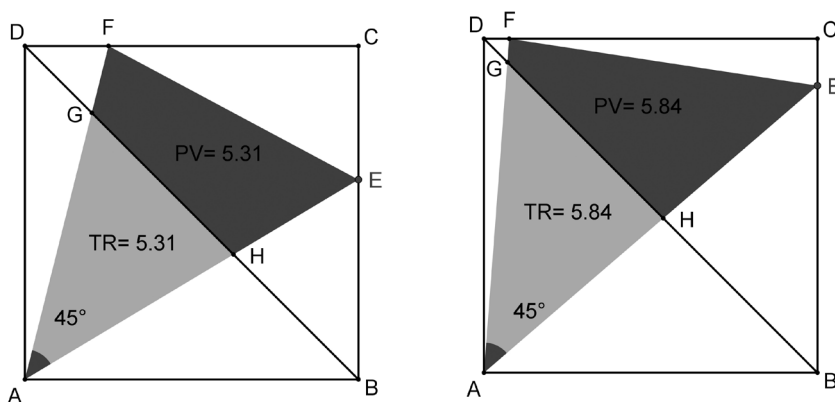 D F C
G
PV= 5.31
E
TR= 5.31
H
45°
A B
D F C
G
E
PV= 5.84
TR= 5.84
H
45°
A B